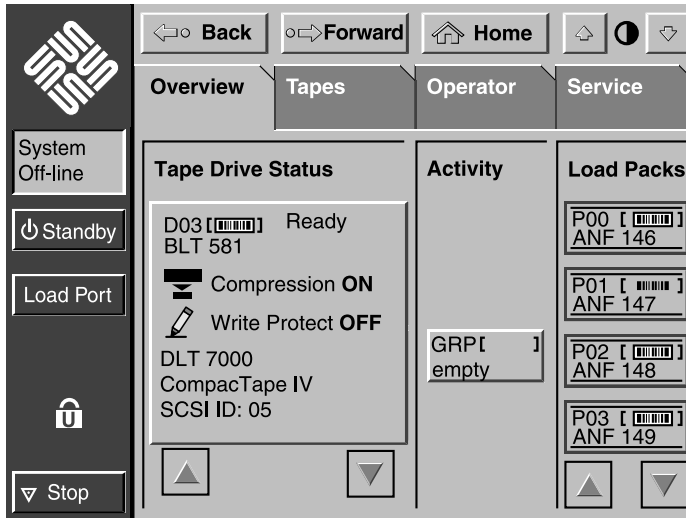 Back
Forward
Home
Overview
Tapes
Operator
Service
System
Off-line
Standby
Load Port
U
Stop
Tape Drive Status
D03 [ ] Ready
BLT 581
Compression ON
Write Protect OFF
DLT 7000
CompacTape IV
SCSI ID: 05
Activity
GRP[ ]
empty
Load Packs
P00 [ ]
ANF 146
P01 [ ]
ANF 147
P02 [ ]
ANF 148
P03 [ ]
ANF 149